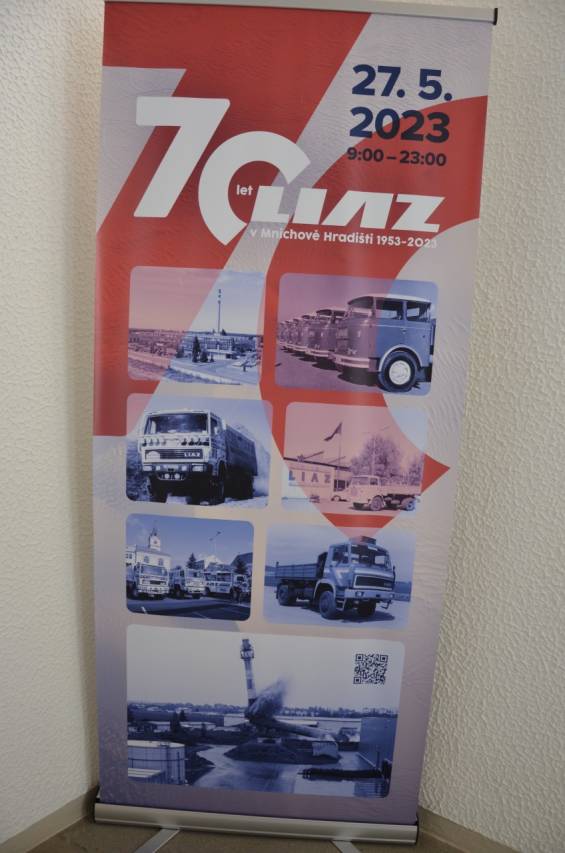 27. 5.
2023
9:00 – 23:00
70
let LIAZ
v Mnichově Hradišti 1953-2023
LIAZ
LIAZ